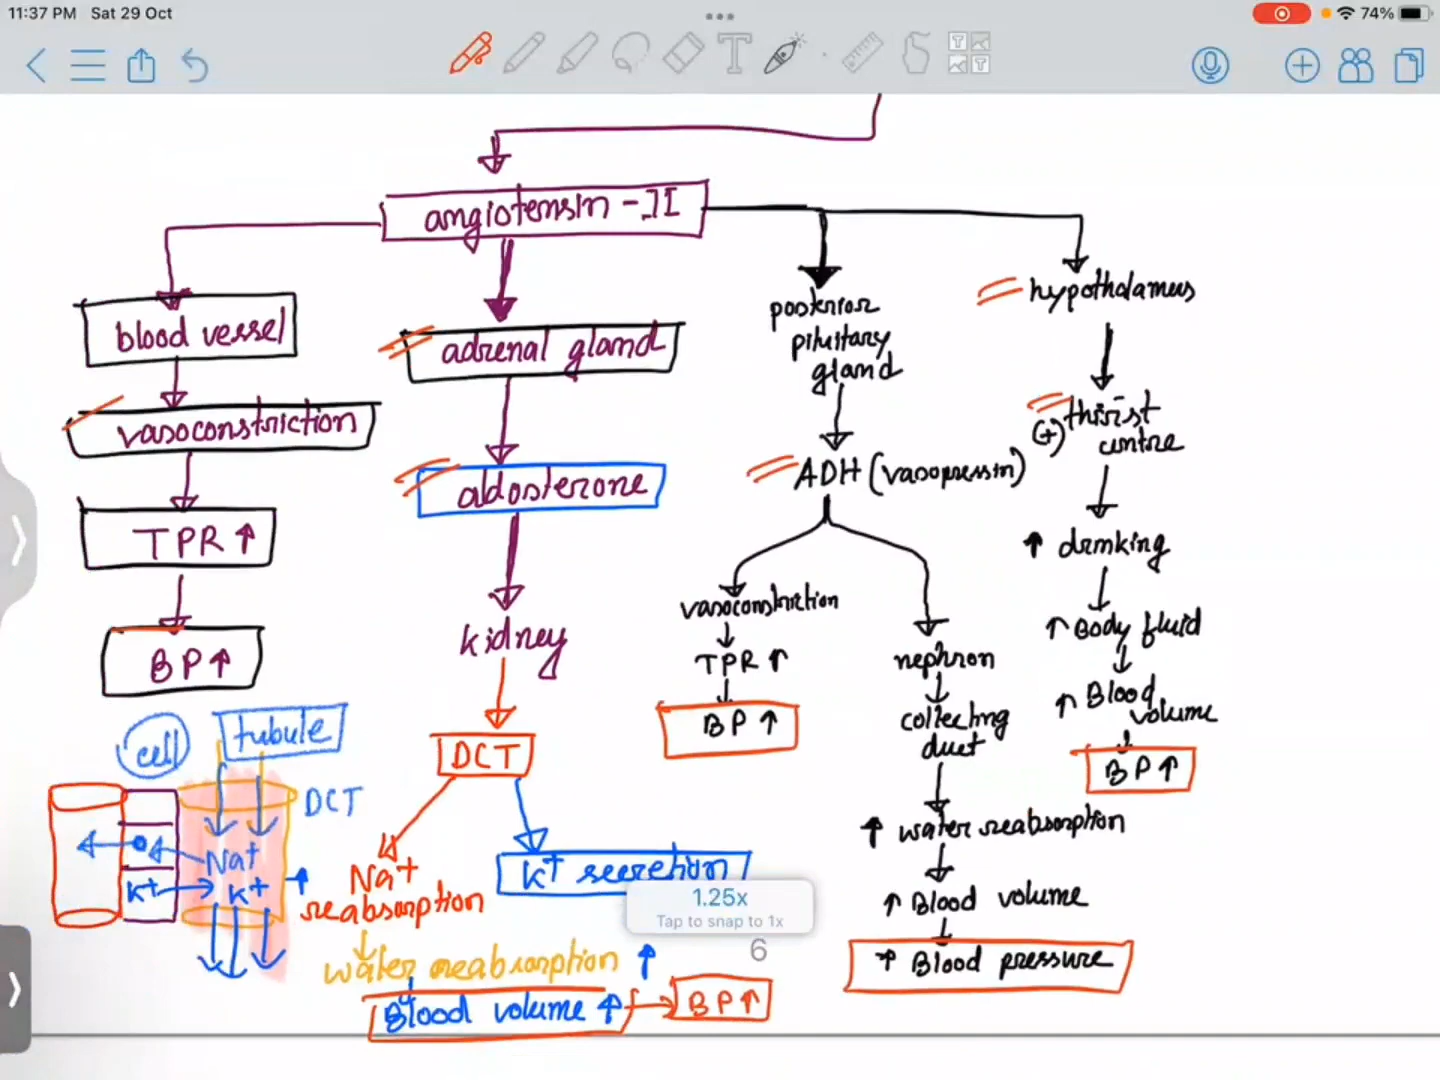 11:37 PM Sat 29 Oct
74%
angiotensin -II
blood vessel
vasoconstriction
TPR ↑
BP ↑
adrenal gland
aldosterone
kidney
DCT
Na+
reabsorption
K+ secretion
water reabsorption ↑
Blood volume ↑ → BP ↑
posterior
pituitary
gland
ADH (vasopressin)
vasoconstriction
TPR ↑
BP ↑
nephron
collecting
duct
↑ water reabsorption
↑ Blood volume
↑ Blood pressure
hypothalamus
(+) thirst
centre
↑ drinking
↑ Body fluid
↑ Blood
volume
BP ↑
cell
tubule
DCT
Na+
K+ → K+
1.25x
Tap to snap to 1x
6